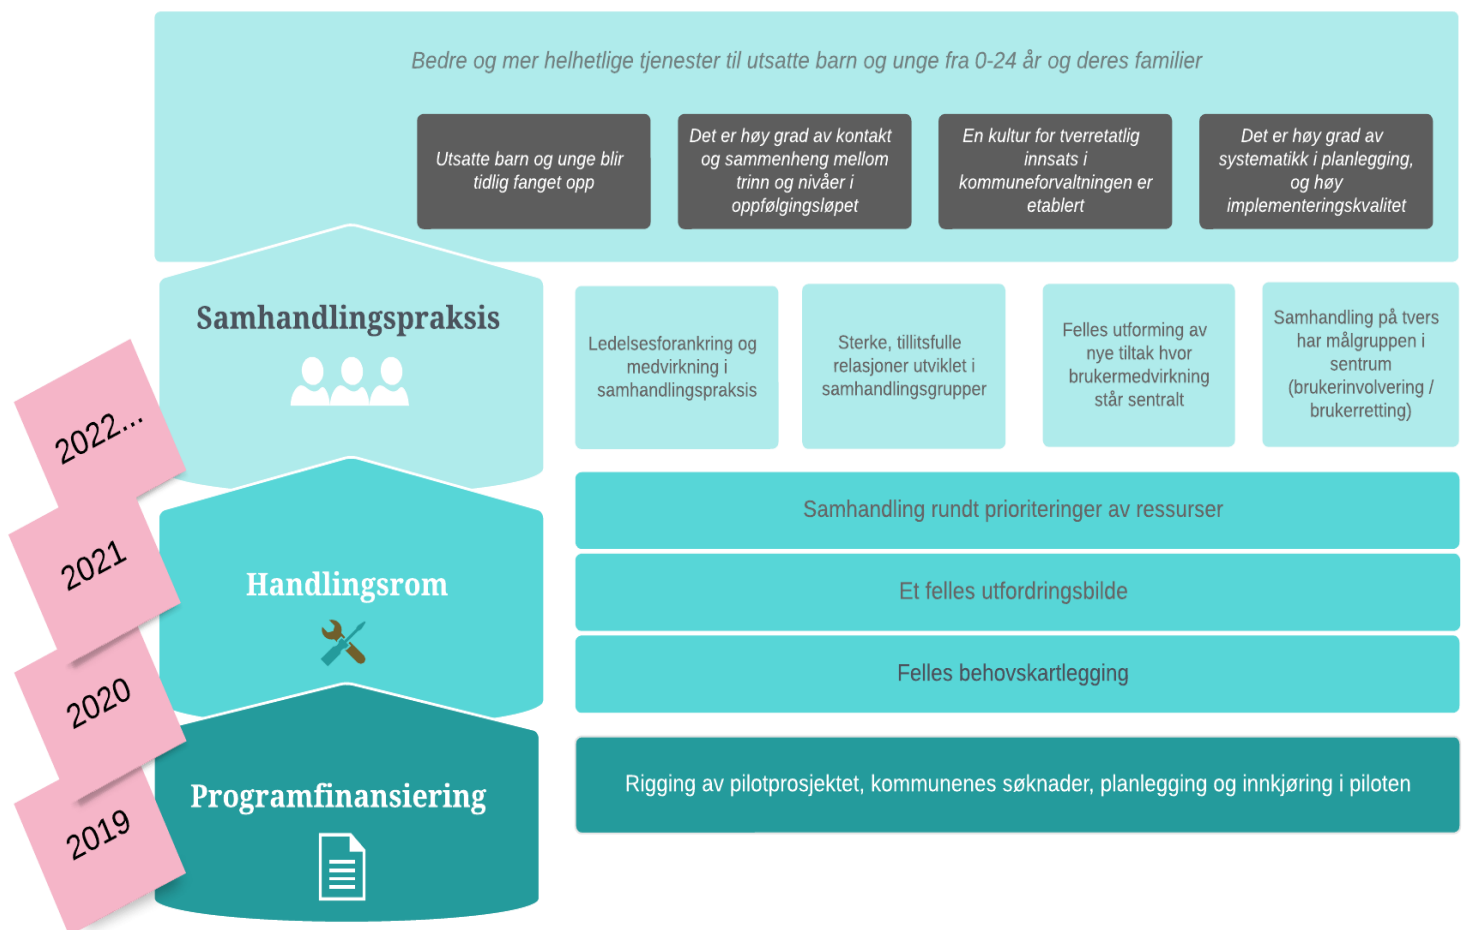 Bedre og mer helhetlige tjenester til utsatte barn og unge fra 0-24 år og deres familier
Utsatte barn og unge blir
tidlig fanget opp
Det er høy grad av kontakt
og sammenheng mellom
trinn og nivåer i
oppfølgingsløpet
En kultur for tverretatlig
innsats i
kommuneforvaltningen er
etablert
Det er høy grad av
systematikk i planlegging,
og høy
implementeringskvalitet
Samhandlingspraksis
Ledelsesforankring og
medvirkning i
samhandlingspraksis
Sterke, tillitsfulle
relasjoner utviklet i
samhandlingsgrupper
Felles utforming av
nye tiltak hvor
brukermedvirkning
står sentralt
Samhandling på tvers
har målgruppen i
sentrum
(brukerinvolvering /
brukerretting)
2022...
Samhandling rundt prioriteringer av ressurser
2021
Handlingsrom
Et felles utfordringsbilde
Felles behovskartlegging
2020
Programfinansiering
Rigging av pilotprosjektet, kommunenes søknader, planlegging og innkjøring i piloten
2019